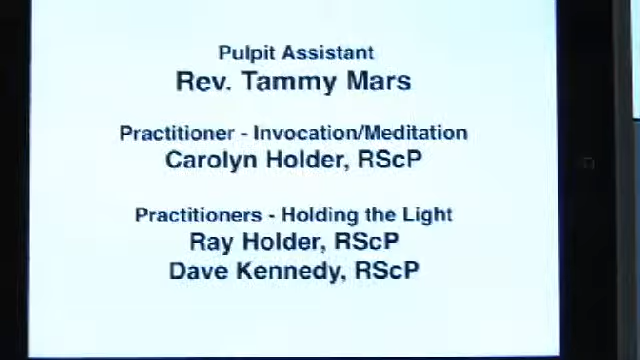 Pulpit Assistant
Rev. Tammy Mars
Practitioner - Invocation/Meditation
Carolyn Holder, RScP
Practitioners - Holding the Light
Ray Holder, RScP
Dave Kennedy, RScP